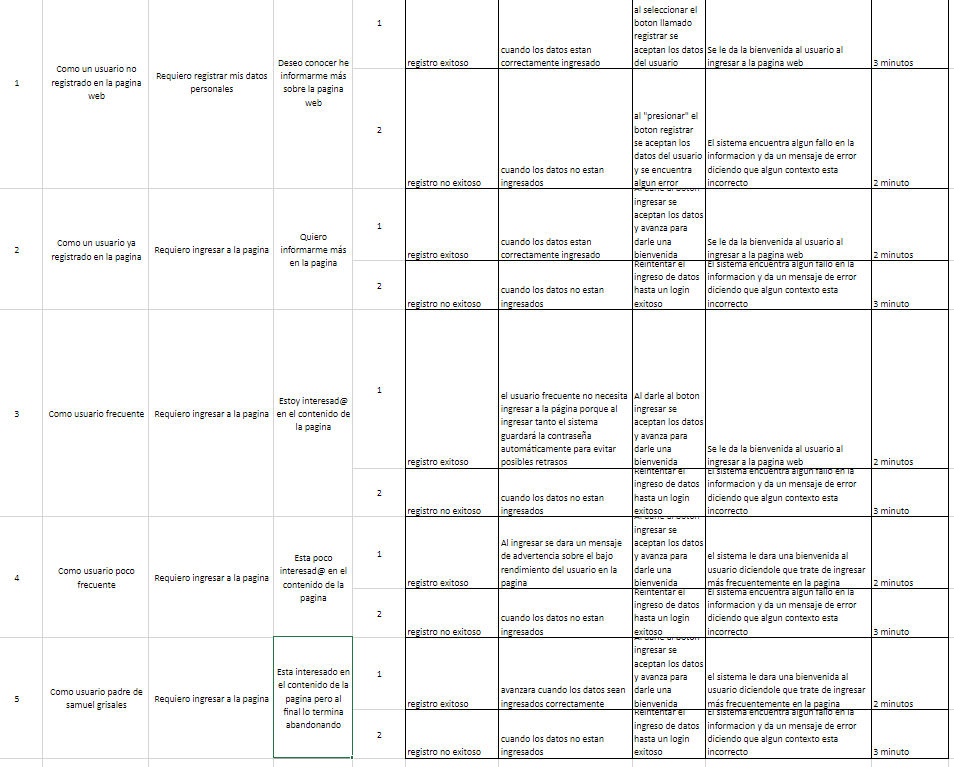 1
Como un usuario no
registrado en la pagina
web
Requiero registrar mis datos
personales
Deseo conocer he
informarme más
sobre la pagina
web
1
registro exitoso
cuando los datos estan
correctamente ingresado
al seleccionar el
boton llamado
registrar se
aceptan los datos
del usuario
Se le da la bienvenida al usuario al
ingresar a la pagina web
3 minutos
2
registro no exitoso
cuando los datos no estan
ingresados
al "presionar" el
boton registrar
se aceptan los
datos del usuario
y se encuentra
algun error
El sistema encuentra algun fallo en la
informacion y da un mensaje de error
diciendo que algun contexto esta
incorrecto
2 minuto
2
Como un usuario ya
registrado en la pagina
Requiero ingresar a la pagina
Quiero
informarme más
en la pagina
1
registro exitoso
cuando los datos estan
correctamente ingresado
ingresar se
aceptan los datos
y avanza para
darle una
bienvenida
Se le da la bienvenida al usuario al
ingresar a la pagina web
2 minutos
2
registro no exitoso
cuando los datos no estan
ingresados
Reintentar el
ingreso de datos
hasta un login
exitoso
El sistema encuentra algun fallo en la
informacion y da un mensaje de error
diciendo que algun contexto esta
incorrecto
3 minuto
3
Como usuario frecuente
Requiero ingresar a la pagina
Estoy interesad@
en el contenido de
la pagina
1
registro exitoso
el usuario frecuente no necesita
ingresar a la página porque al
ingresar tanto el sistema
guardará la contraseña
automáticamente para evitar
posibles retrasos
Al darle al boton
ingresar se
aceptan los datos
y avanza para
darle una
bienvenida
Se le da la bienvenida al usuario al
ingresar a la pagina web
2 minutos
2
registro no exitoso
cuando los datos no estan
ingresados
Reintentar el
ingreso de datos
hasta un login
exitoso
El sistema encuentra algun fallo en la
informacion y da un mensaje de error
diciendo que algun contexto esta
incorrecto
3 minuto
4
Como usuario poco
frecuente
Requiero ingresar a la pagina
Esta poco
interesad@ en el
contenido de la
pagina
1
registro exitoso
Al ingresar se dara un mensaje
de advertencia sobre el bajo
rendimiento del usuario en la
pagina
ingresar se
aceptan los datos
y avanza para
darle una
bienvenida
el sistema le dara una bienvenida al
usuario diciendole que trate de ingresar
más frecuentemente en la pagina
2 minutos
2
registro no exitoso
cuando los datos no estan
ingresados
Reintentar el
ingreso de datos
hasta un login
exitoso
El sistema encuentra algun fallo en la
informacion y da un mensaje de error
diciendo que algun contexto esta
incorrecto
3 minuto
5
Como usuario padre de
samuel grisales
Requiero ingresar a la pagina
Esta interesado en
el contenido de la
pagina pero al
final lo termina
abandonando
1
registro exitoso
avanzara cuando los datos sean
ingresados correctamente
ingresar se
aceptan los datos
y avanza para
darle una
bienvenida
el sistema le dara una bienvenida al
usuario diciendole que trate de ingresar
más frecuentemente en la pagina
2 minutos
2
registro no exitoso
cuando los datos no estan
ingresados
Reintentar el
ingreso de datos
hasta un login
exitoso
El sistema encuentra algun fallo en la
informacion y da un mensaje de error
diciendo que algun contexto esta
incorrecto
3 minuto